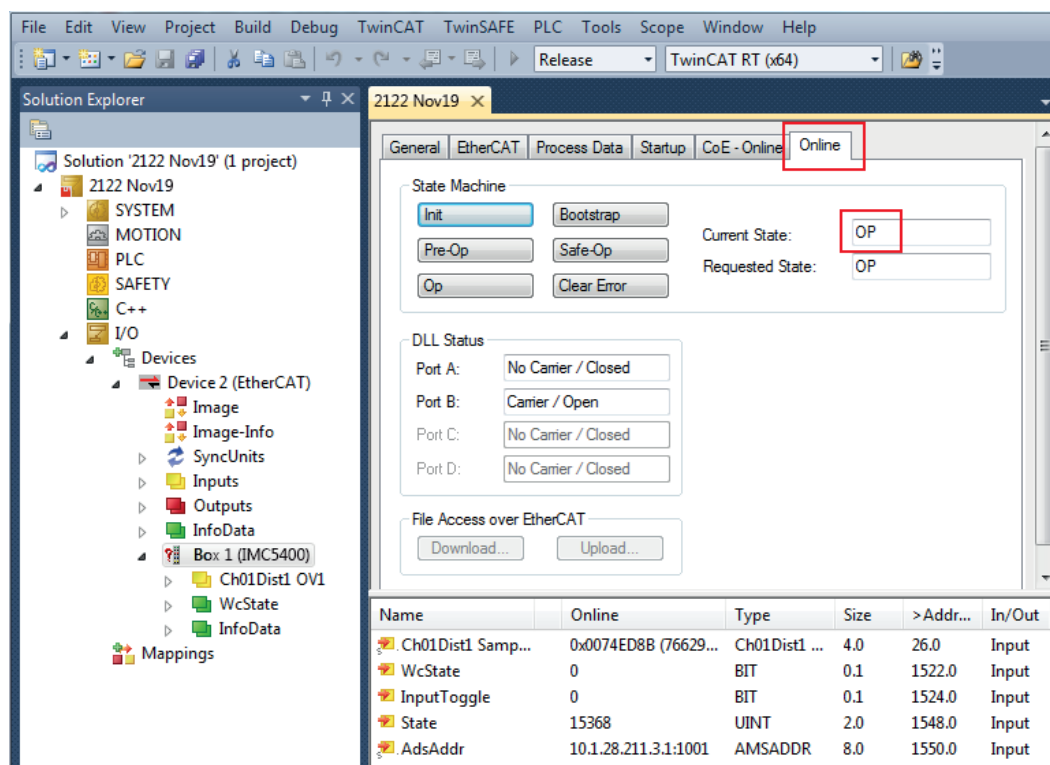 File Edit View Project Build Debug TwinCAT TwinSAFE PLC Tools Scope Window Help
Release TwinCAT RT (x64)
Solution Explorer
Solution '2122 Nov19' (1 project)
2122 Nov19
SYSTEM
MOTION
PLC
SAFETY
C++
I/O
Devices
Device 2 (EtherCAT)
Image
Image-Info
SyncUnits
Inputs
Outputs
InfoData
Box 1 (IMC5400)
Ch01Dist1 OV1
WcState
InfoData
Mappings
2122 Nov19
General EtherCAT Process Data Startup CoE - Online Online
State Machine
Init Bootstrap
Pre-Op Safe-Op
Op Clear Error
Current State: OP
Requested State: OP
DLL Status
Port A: No Carrier / Closed
Port B: Carrier / Open
Port C: No Carrier / Closed
Port D: No Carrier / Closed
File Access over EtherCAT
Download... Upload...
Name Online Type Size >Addr... In/Out
Ch01Dist1 Samp... 0x0074ED8B (76629... Ch01Dist1 ... 4.0 26.0 Input
WcState 0 BIT 0.1 1522.0 Input
InputToggle 0 BIT 0.1 1524.0 Input
State 15368 UINT 2.0 1548.0 Input
AdsAddr 10.1.28.211.3.1:1001 AMSADDR 8.0 1550.0 Input